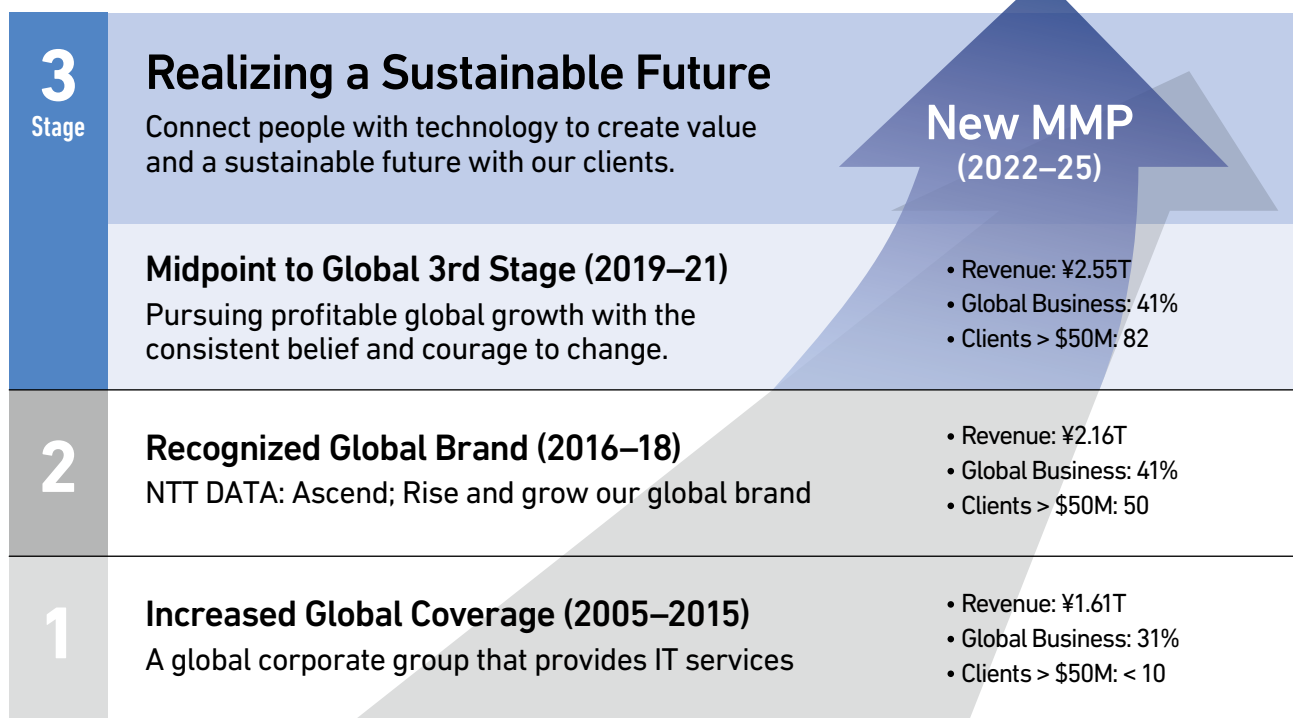 3
Stage
Realizing a Sustainable Future
Connect people with technology to create value
and a sustainable future with our clients.
New MMP
(2022–25)
Midpoint to Global 3rd Stage (2019–21)
Pursuing profitable global growth with the
consistent belief and courage to change.
• Revenue: ¥2.55T
• Global Business: 41%
• Clients > $50M: 82
2
Recognized Global Brand (2016–18)
NTT DATA: Ascend; Rise and grow our global brand
• Revenue: ¥2.16T
• Global Business: 41%
• Clients > $50M: 50
1
Increased Global Coverage (2005–2015)
A global corporate group that provides IT services
• Revenue: ¥1.61T
• Global Business: 31%
• Clients > $50M: < 10